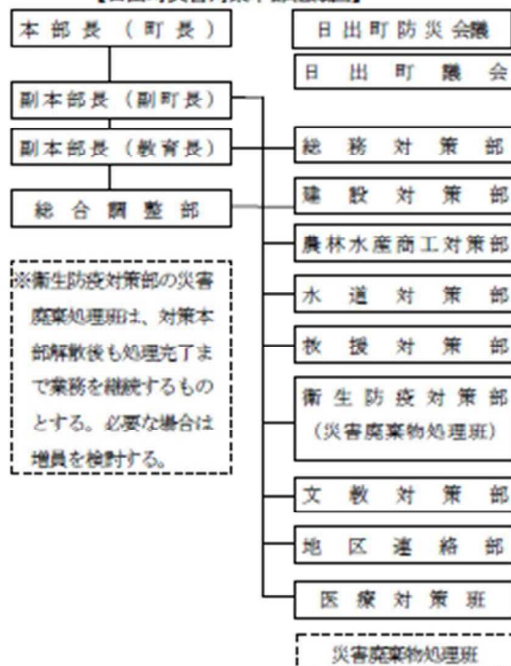 本部長（町長）
日出町防災会議
日出町議会
副本部長（副町長）
副本部長（教育長）
総務対策部
総合調整部
建設対策部
農林水産商工対策部
※衛生防疫対策部の災害
廃棄処理班は、対策本
部解散後も処理完了ま
で業務を継続するもの
とする。必要な場合は
増員を検討する。
水道対策部
救援対策部
衛生防疫対策部
（災害廃棄物処理班）
文教対策部
地区連絡部
医療対策班
災害廃棄物処理班